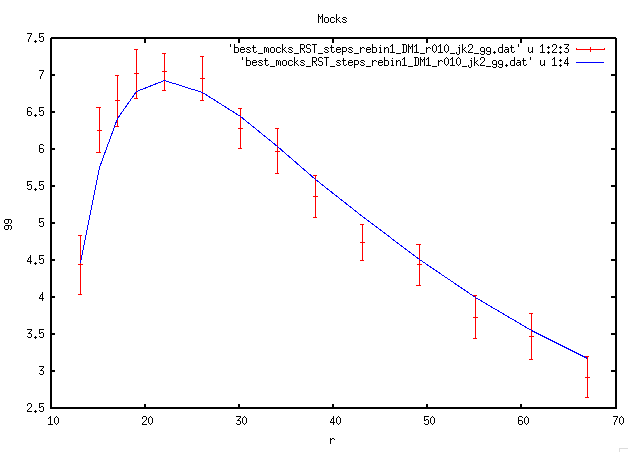 Mocks
'best_mocks_RST_steps_rebin1_DM1_r010_jk2_gg.dat' u 1:2:3
'best_mocks_RST_steps_rebin1_DM1_r010_jk2_gg.dat' u 1:4
7.5
7
6.5
6
5.5
5
4.5
4
3.5
3
2.5
gg
10 20 30 40 50 60 70
r